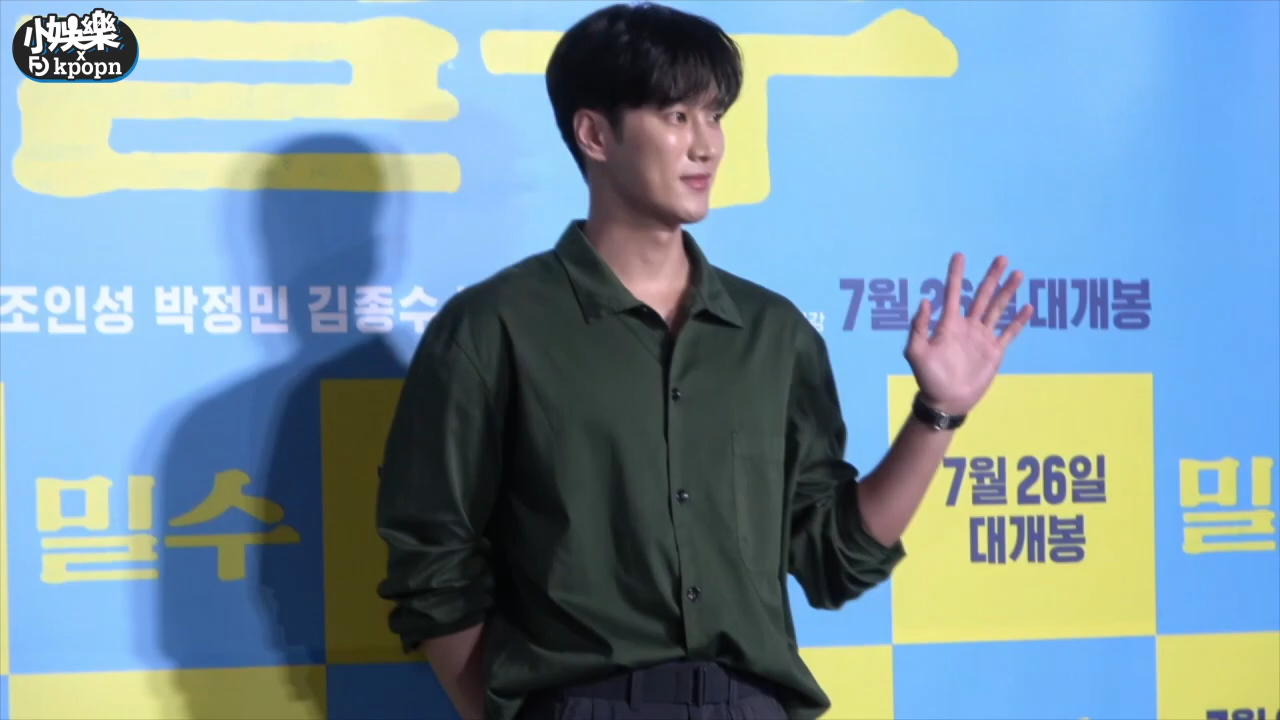 小娛樂
x
kpopn
조인성 박정민 김종수
7월 26일 대개봉
밀수
7월 26일
대개봉
밀